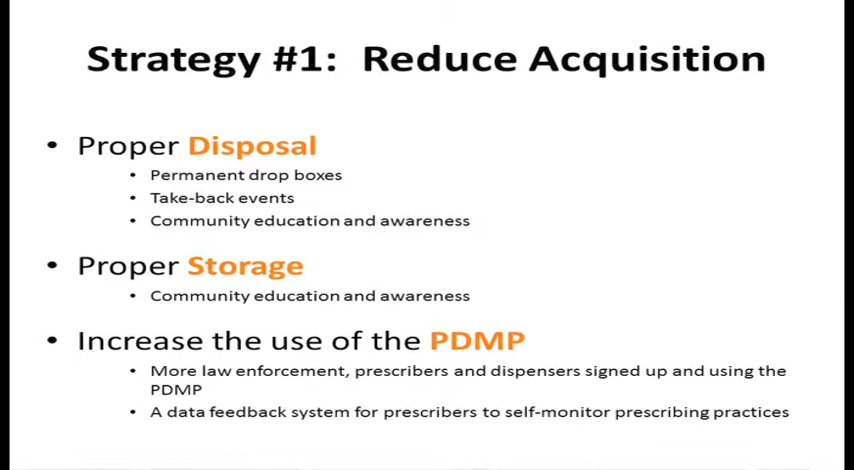 Strategy #1: Reduce Acquisition
• Proper Disposal
• Permanent drop boxes
• Take-back events
• Community education and awareness
• Proper Storage
• Community education and awareness
• Increase the use of the PDMP
• More law enforcement, prescribers and dispensers signed up and using the
PDMP
• A data feedback system for prescribers to self-monitor prescribing practices